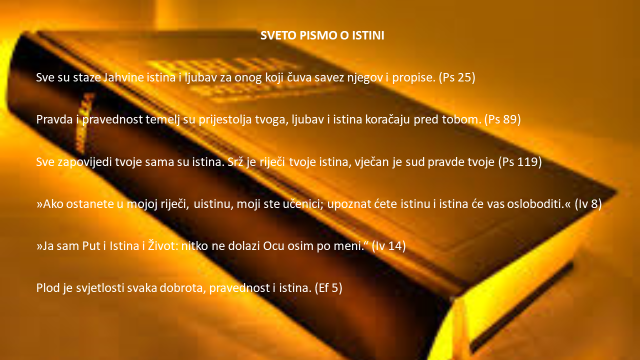 SVETO PISMO O ISTINI
Sve su staze Jahvine istina i ljubav za onog koji čuva savez njegov i propise. (Ps 25)
Pravda i pravednost temelj su prijestolja tvoga, ljubav i istina koračaju pred tobom. (Ps 89)
Sve zapovijedi tvoje sama su istina. Srž je riječi tvoje istina, vječan je sud pravde tvoje (Ps 119)
»Ako ostanete u mojoj riječi, uistinu, moji ste učenici; upoznat ćete istinu i istina će vas osloboditi.« (Iv 8)
»Ja sam Put i Istina i Život: nitko ne dolazi Ocu osim po meni.“ (Iv 14)
Plod je svjetlosti svaka dobrota, pravednost i istina. (Ef 5)